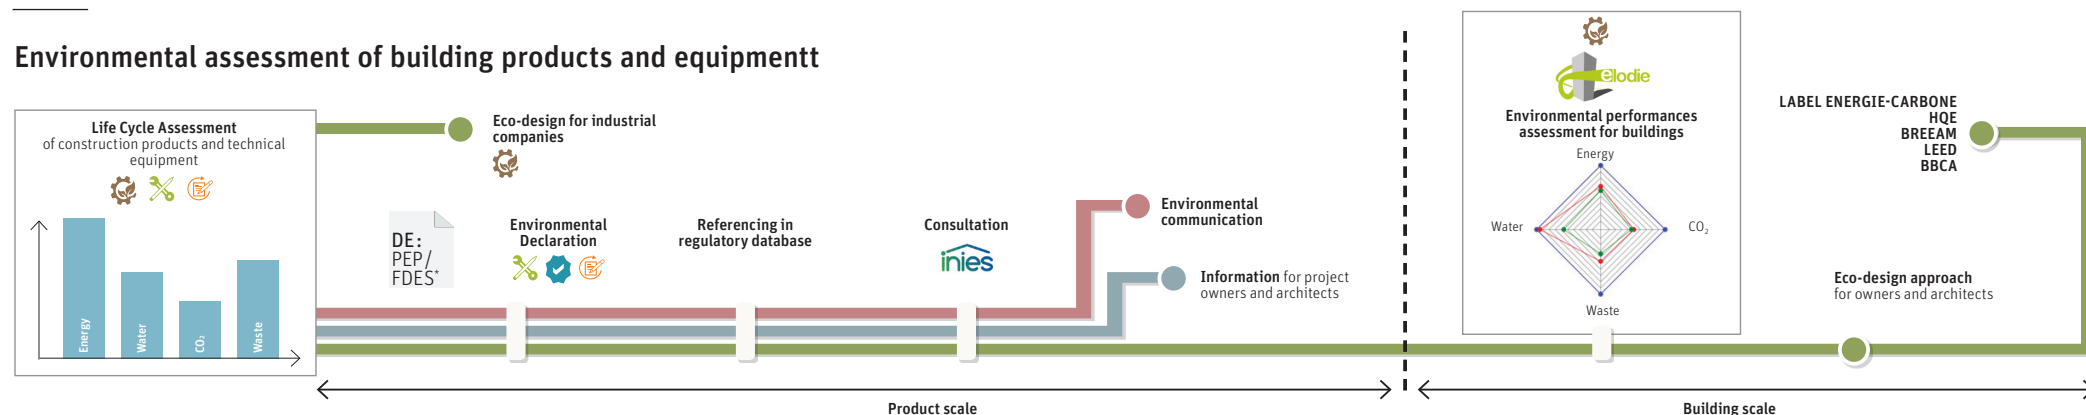 Environmental assessment of building products and equipmentt
Life Cycle Assessment
of construction products and technical
equipment
Energy
Water
CO₂
Waste
Eco-design for industrial
companies
DE:
PEP/
FDES*
Environmental
Declaration
Referencing in
regulatory database
Consultation
inies
Environmental
communication
Information for project
owners and architects
Product scale
elodie
Environmental performances
assessment for buildings
Energy
Water
CO₂
Waste
LABEL ENERGIE-CARBONE
HQE
BREEAM
LEED
BBCA
Eco-design approach
for owners and architects
Building scale